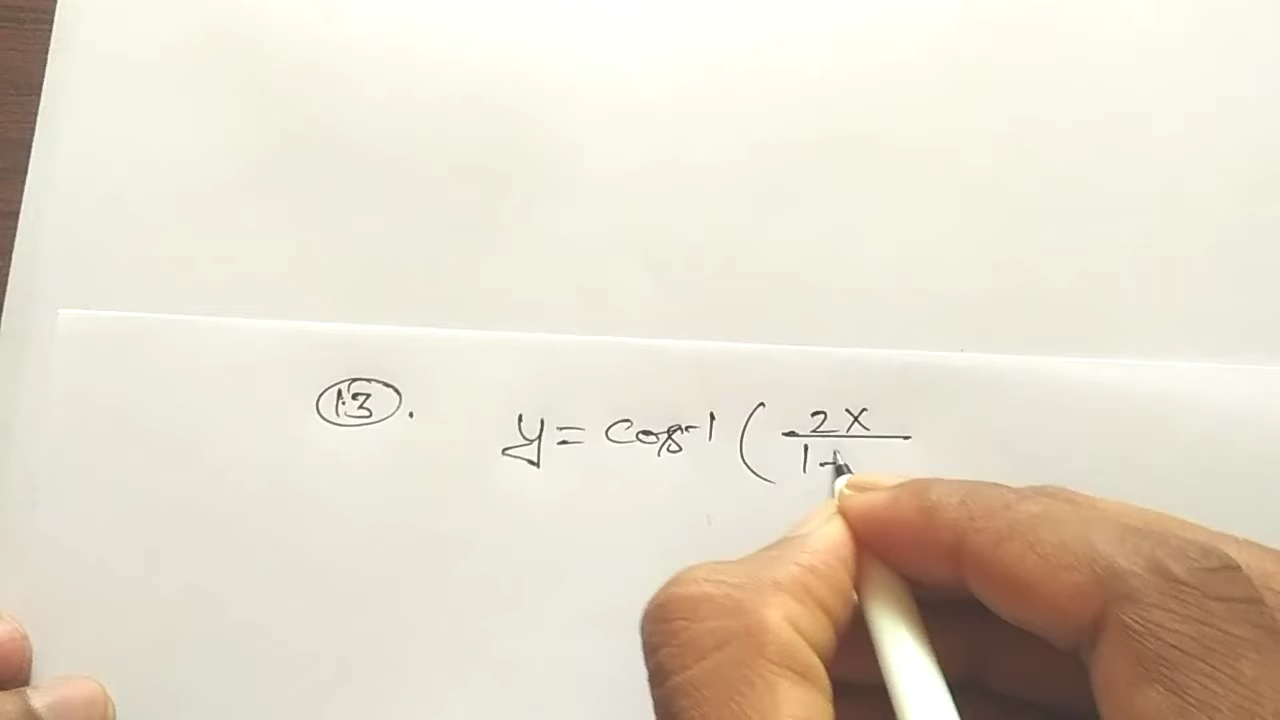 13. y = cos-1 ( 2x / 1+